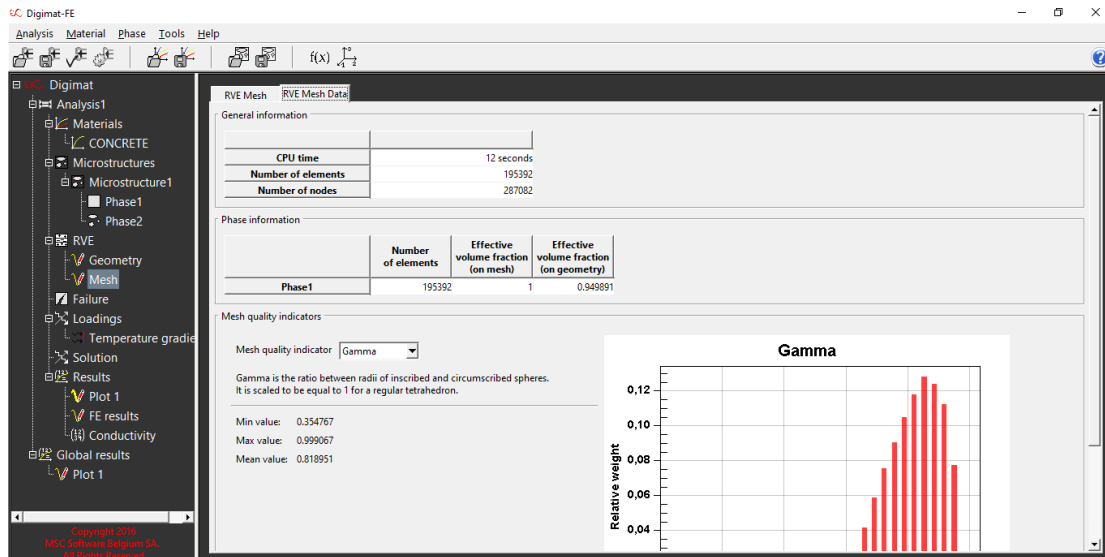 Digimat-FE
Analysis Material Phase Tools Help
f(x)
Digimat
Analysis1
Materials
CONCRETE
Microstructures
Microstructure1
Phase1
Phase2
RVE
Geometry
Mesh
Failure
Loadings
Temperature gradie
Solution
Results
Plot 1
FE results
Conductivity
Global results
Plot 1
Copyright 2016
MSC Software Belgium SA.
All Rights Reserved
RVE Mesh RVE Mesh Data
General information
CPU time 12 seconds
Number of elements 195392
Number of nodes 287082
Phase information
Number of elements Effective volume fraction (on mesh) Effective volume fraction (on geometry)
Phase1 195392 1 0.949891
Mesh quality indicators
Mesh quality indicator Gamma
Gamma is the ratio between radii of inscribed and circumscribed spheres.
It is scaled to be equal to 1 for a regular tetrahedron.
Min value: 0.354767
Max value: 0.999067
Mean value: 0.818951
Gamma
Relative weight
0,12
0,10
0,08
0,06
0,04